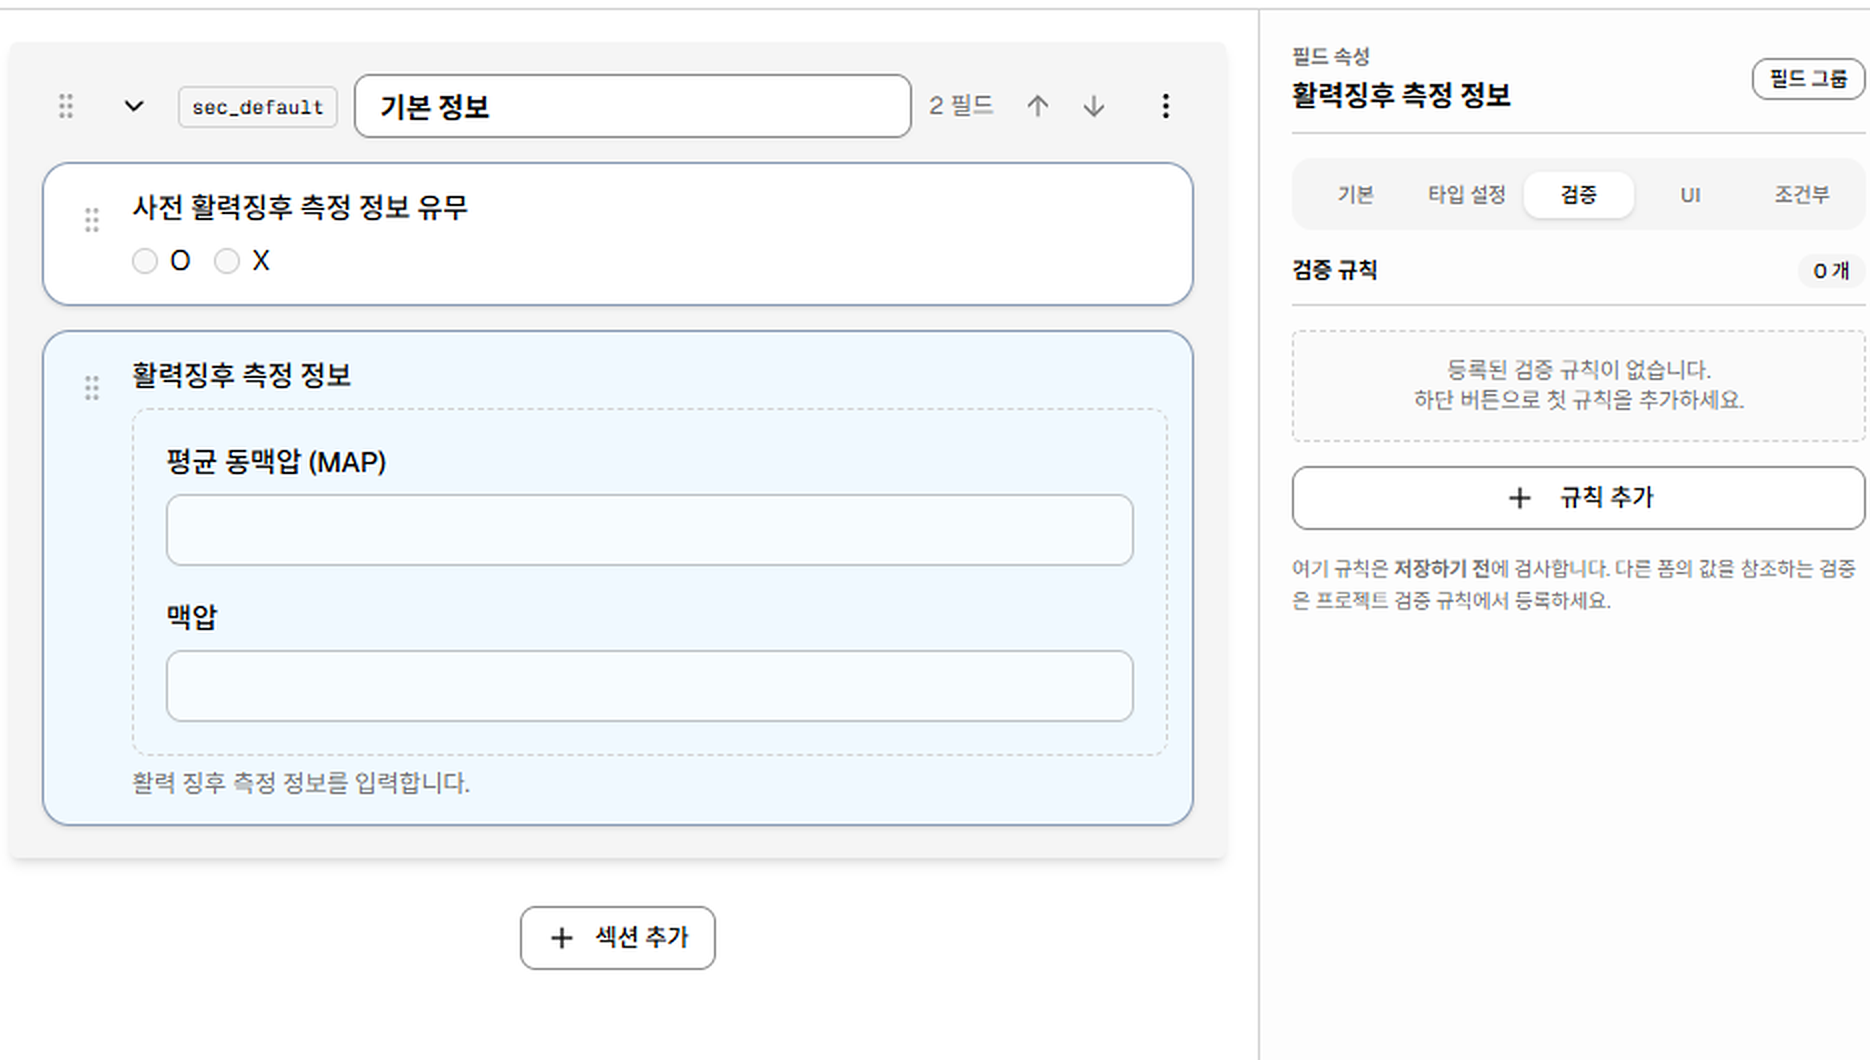 sec_default
기본 정보
2 필드
사전 활력징후 측정 정보 유무
O X
활력징후 측정 정보
평균 동맥압 (MAP)
맥압
활력 징후 측정 정보를 입력합니다.
섹션 추가
필드 속성
활력징후 측정 정보
필드 그룹
기본 타입 설정 검증 UI 조건부
검증 규칙
0 개
등록된 검증 규칙이 없습니다.
하단 버튼으로 첫 규칙을 추가하세요.
규칙 추가
여기 규칙은 저장하기 전에 검사합니다. 다른 폼의 값을 참조하는 검증
은 프로젝트 검증 규칙에서 등록하세요.